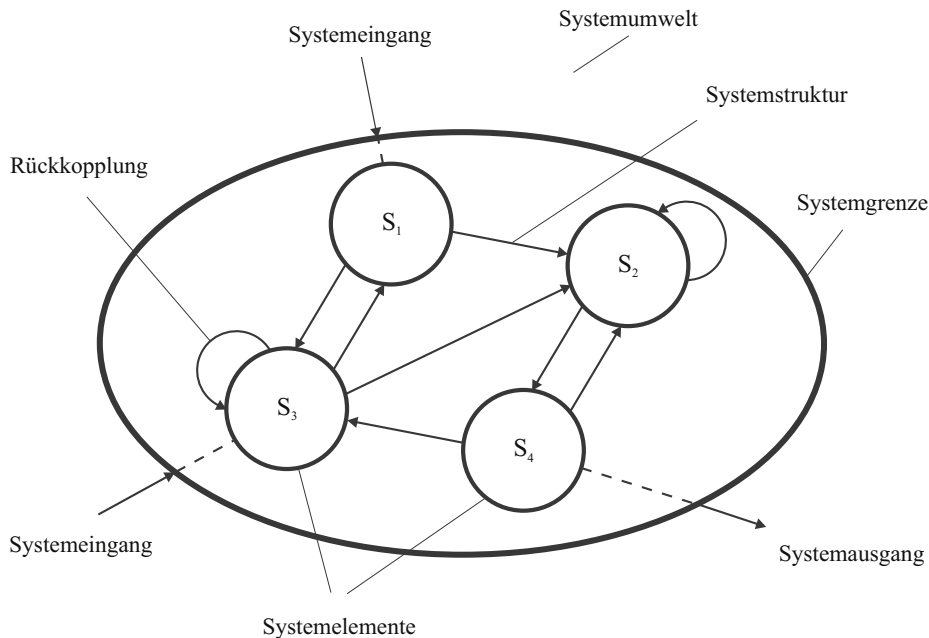 Systemumwelt
Systemeingang
Systemstruktur
Rückkopplung
Systemgrenze
S₁
S₂
S₃
S₄
Systemeingang
Systemausgang
Systemelemente